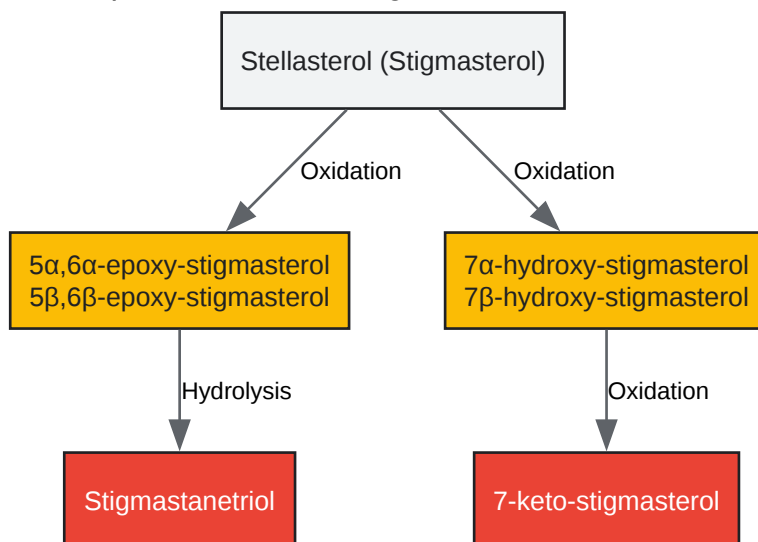 Stellasterol (Stigmasterol)
Oxidation
Oxidation
5α,6α-epoxy-stigmasterol
5β,6β-epoxy-stigmasterol
7α-hydroxy-stigmasterol
7β-hydroxy-stigmasterol
Hydrolysis
Oxidation
Stigmastanetriol
7-keto-stigmasterol